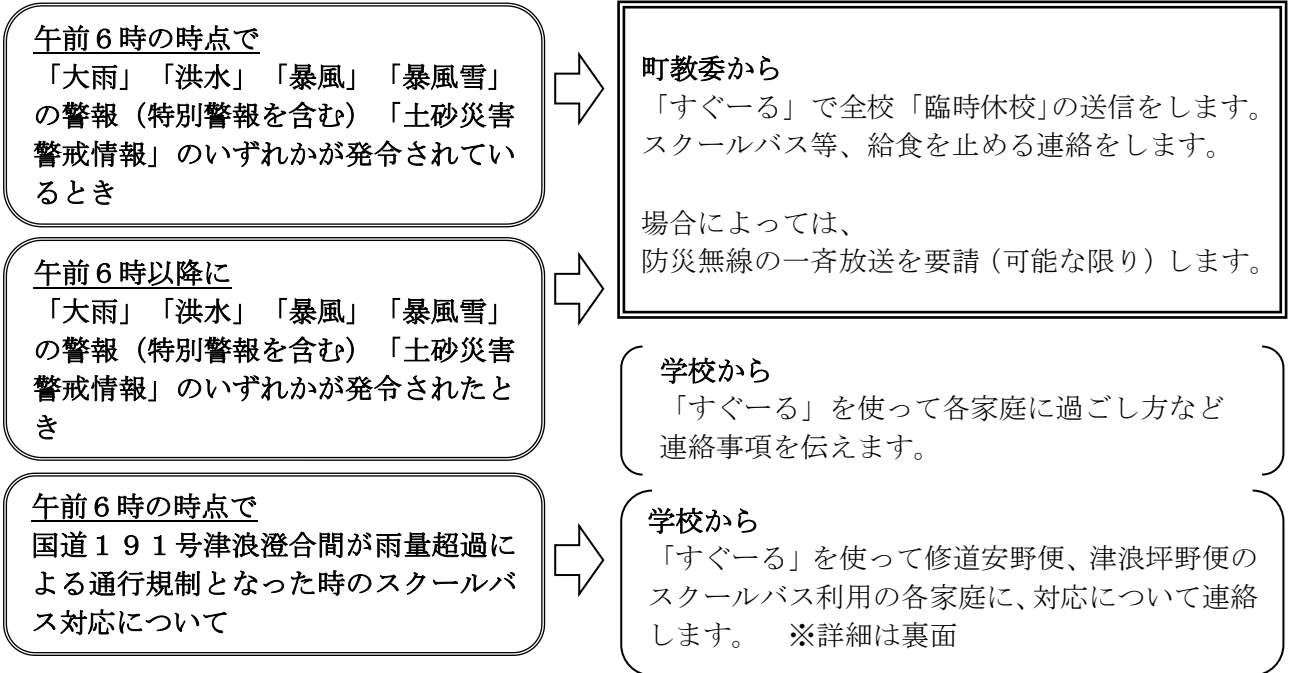 午前６時の時点で
「大雨」「洪水」「暴風」「暴風雪」
の警報（特別警報を含む）「土砂災害
警戒情報」のいずれかが発令されてい
るとき
町教委から
「すぐーる」で全校「臨時休校」の送信をします。
スクールバス等、給食を止める連絡をします。
場合によっては、
防災無線の一斉放送を要請（可能な限り）します。
午前６時以降に
「大雨」「洪水」「暴風」「暴風雪」
の警報（特別警報を含む）「土砂災害
警戒情報」のいずれかが発令されたと
き
学校から
「すぐーる」を使って各家庭に過ごし方など
連絡事項を伝えます。
午前６時の時点で
国道１９１号津浪澄合間が雨量超過に
よる通行規制となった時のスクールバ
ス対応について
学校から
「すぐーる」を使って修道安野便、津浪坪野便の
スクールバス利用の各家庭に、対応について連絡
します。　※詳細は裏面